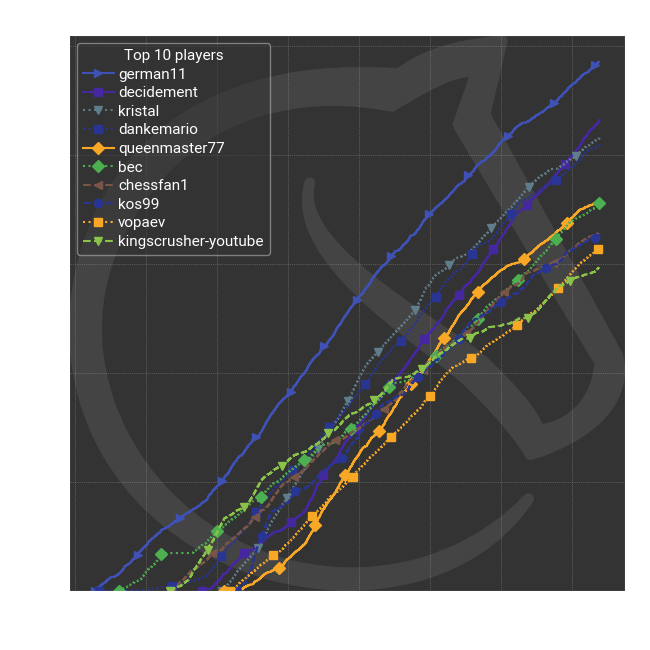 Top 10 players
german11
decidement
kristal
dankemario
queenmaster77
bec
chessfan1
kos99
vopaev
kingscrusher-youtube